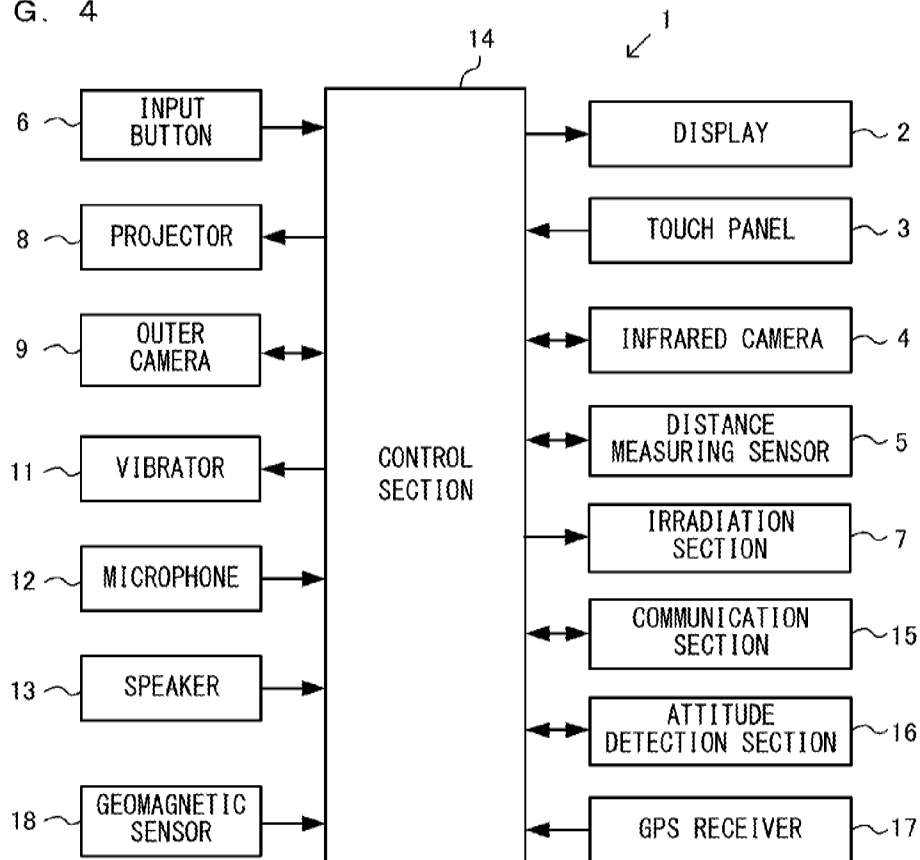 G. 4
1
14
6
INPUT
BUTTON
DISPLAY
2
8
PROJECTOR
TOUCH PANEL
3
9
OUTER
CAMERA
INFRARED CAMERA
4
DISTANCE
MEASURING SENSOR
5
11
VIBRATOR
CONTROL
SECTION
IRRADIATION
SECTION
7
12
MICROPHONE
COMMUNICATION
SECTION
15
13
SPEAKER
ATTITUDE
DETECTION SECTION
16
18
GEOMAGNETIC
SENSOR
GPS RECEIVER
17